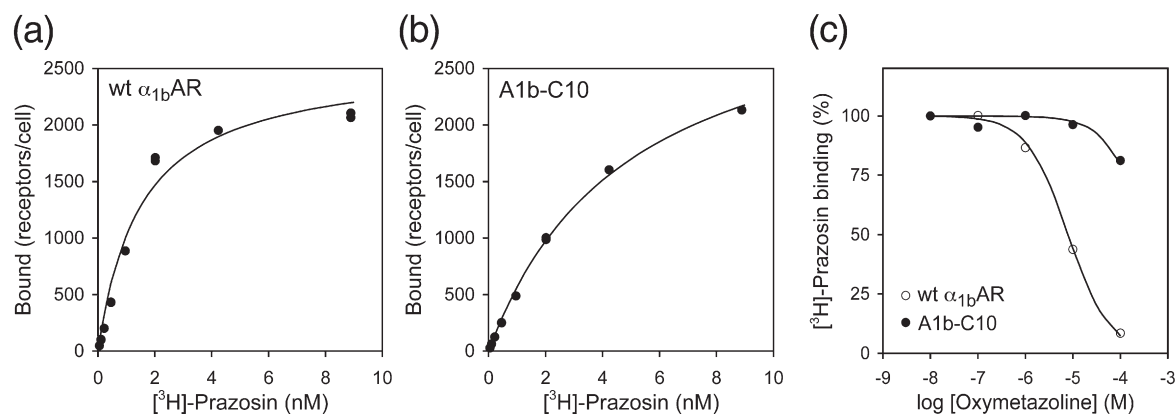 (a)
wt α1bAR
2500
2000
1500
1000
500
0
0 2 4 6 8 10
Bound (receptors/cell)
[³H]-Prazosin (nM)
(b)
A1b-C10
2500
2000
1500
1000
500
0
0 2 4 6 8 10
Bound (receptors/cell)
[³H]-Prazosin (nM)
(c)
100
75
50
25
0
-9 -8 -7 -6 -5 -4 -3
[³H]-Prazosin binding (%)
wt α1bAR
A1b-C10
log [Oxymetazoline] (M)